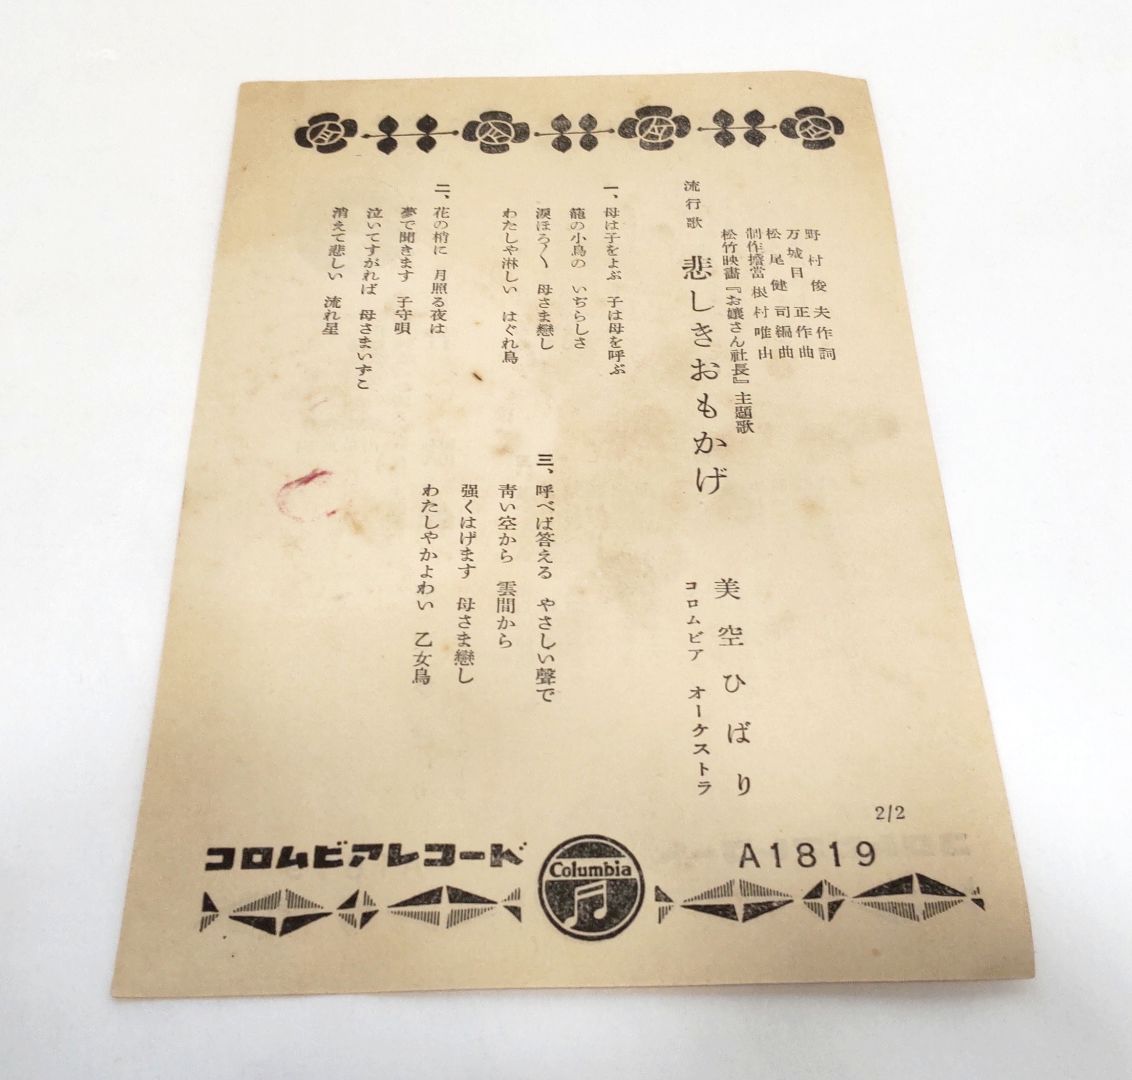 野村俊夫作詞
万城目正作曲
松尾健司編曲
制作擔當 根村唯由
松竹映畫『お孃さん社長』主題歌
流行歌 悲しきおもかげ
美空ひばり
コロムビア オーケストラ
一、母は子をよぶ 子は母を呼ぶ
籠の小鳥の いぢらしさ
淚ほろ〳〵 母さま戀し
わたしや淋しい はぐれ鳥
二、花の梢に 月照る夜は
夢で聞きます 子守唄
泣いてすがれば 母さまいずこ
消えて悲しい 流れ星
三、呼べば答える やさしい聲で
靑い空から 雲間から
强くはげます 母さま戀し
わたしやかよわい 乙女鳥
2/2
コロムビアレコード
Columbia
A1819